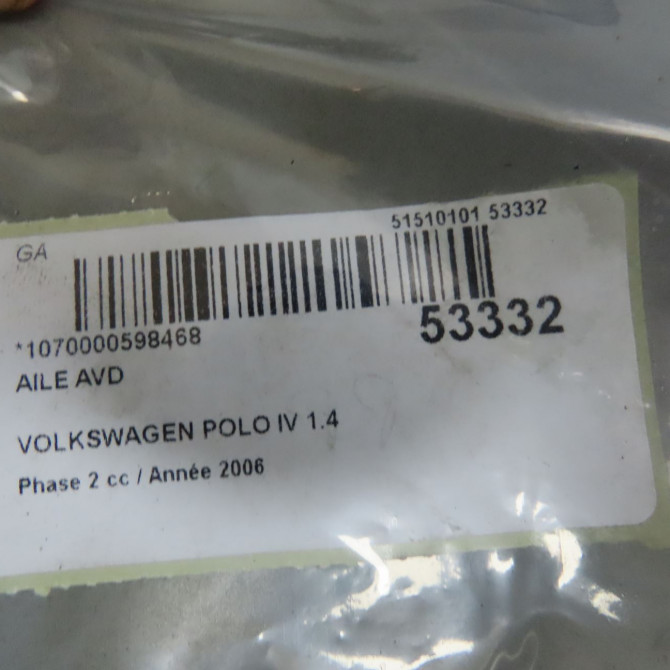 51510101 53332
GA
53332
*1070000598468
AILE AVD
VOLKSWAGEN POLO IV 1.4
Phase 2 cc / Année 2006